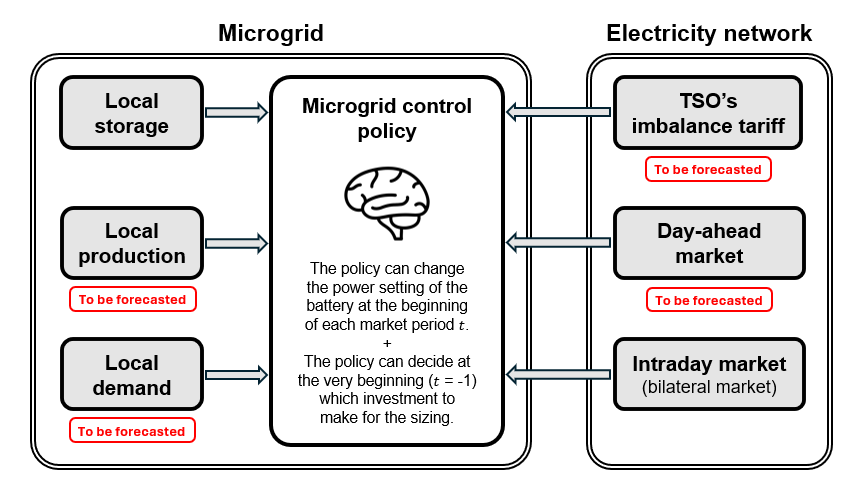 Microgrid
Electricity network
Local
storage
Local
production
To be forecasted
Local
demand
To be forecasted
Microgrid control
policy
The policy can change
the power setting of the
battery at the beginning
of each market period t.
+
The policy can decide at
the very beginning (t = -1)
which investment to
make for the sizing.
TSO’s
imbalance tariff
To be forecasted
Day-ahead
market
To be forecasted
Intraday market
(bilateral market)